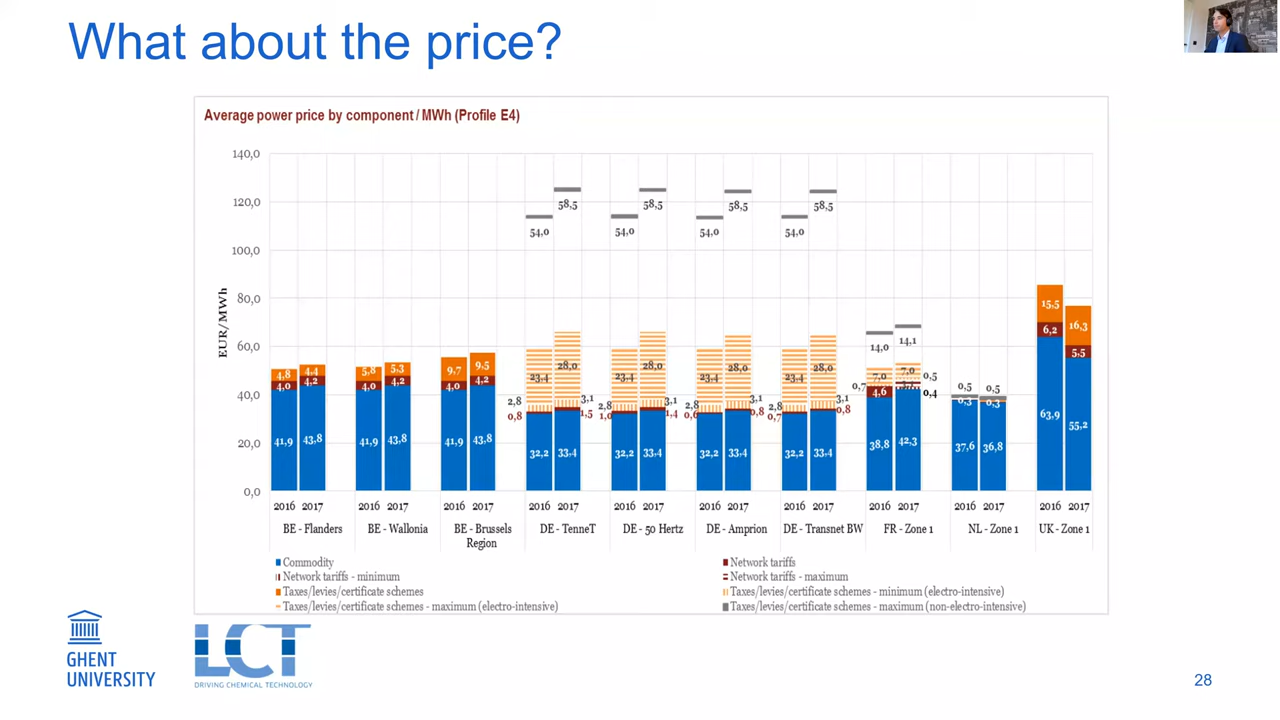 What about the price?
Average power price by component / MWh (Profile E4)
EUR/MWh
140,0
120,0
100,0
80,0
60,0
40,0
20,0
0,0
4,8 4,4 5,8 5,3 9,7 9,5
4,0 4,2 4,0 4,2 4,0 4,2
41,9 43,8 41,9 43,8 41,9 43,8
54,0 58,5 54,0 58,5 54,0 58,5 54,0 58,5
23,4 28,0 23,4 28,0 23,4 28,0 23,4 28,0
2,8 3,1 2,8 3,1 2,8 3,1 2,8 3,1
0,8 1,5 1,0 1,4 0,6 0,8 0,7 0,8
32,2 33,4 32,2 33,4 32,2 33,4 32,2 33,4
14,0 14,1
7,0 7,0 0,5
0,7 4,6 0,4
38,8 42,3
0,5 0,5
0,3 0,3
37,6 36,8
15,5 16,3
6,2 5,5
63,9 55,2
2016 2017 2016 2017 2016 2017 2016 2017 2016 2017 2016 2017 2016 2017 2016 2017 2016 2017 2016 2017
BE - Flanders BE - Wallonia BE - Brussels Region DE - TenneT DE - 50 Hertz DE - Amprion DE - Transnet BW FR - Zone 1 NL - Zone 1 UK - Zone 1
Commodity Network tariffs
Network tariffs - minimum Network tariffs - maximum
Taxes/levies/certificate schemes Taxes/levies/certificate schemes - minimum (electro-intensive)
Taxes/levies/certificate schemes - maximum (electro-intensive) Taxes/levies/certificate schemes - maximum (non-electro-intensive)
GHENT
UNIVERSITY
LCT
DRIVING CHEMICAL TECHNOLOGY
28